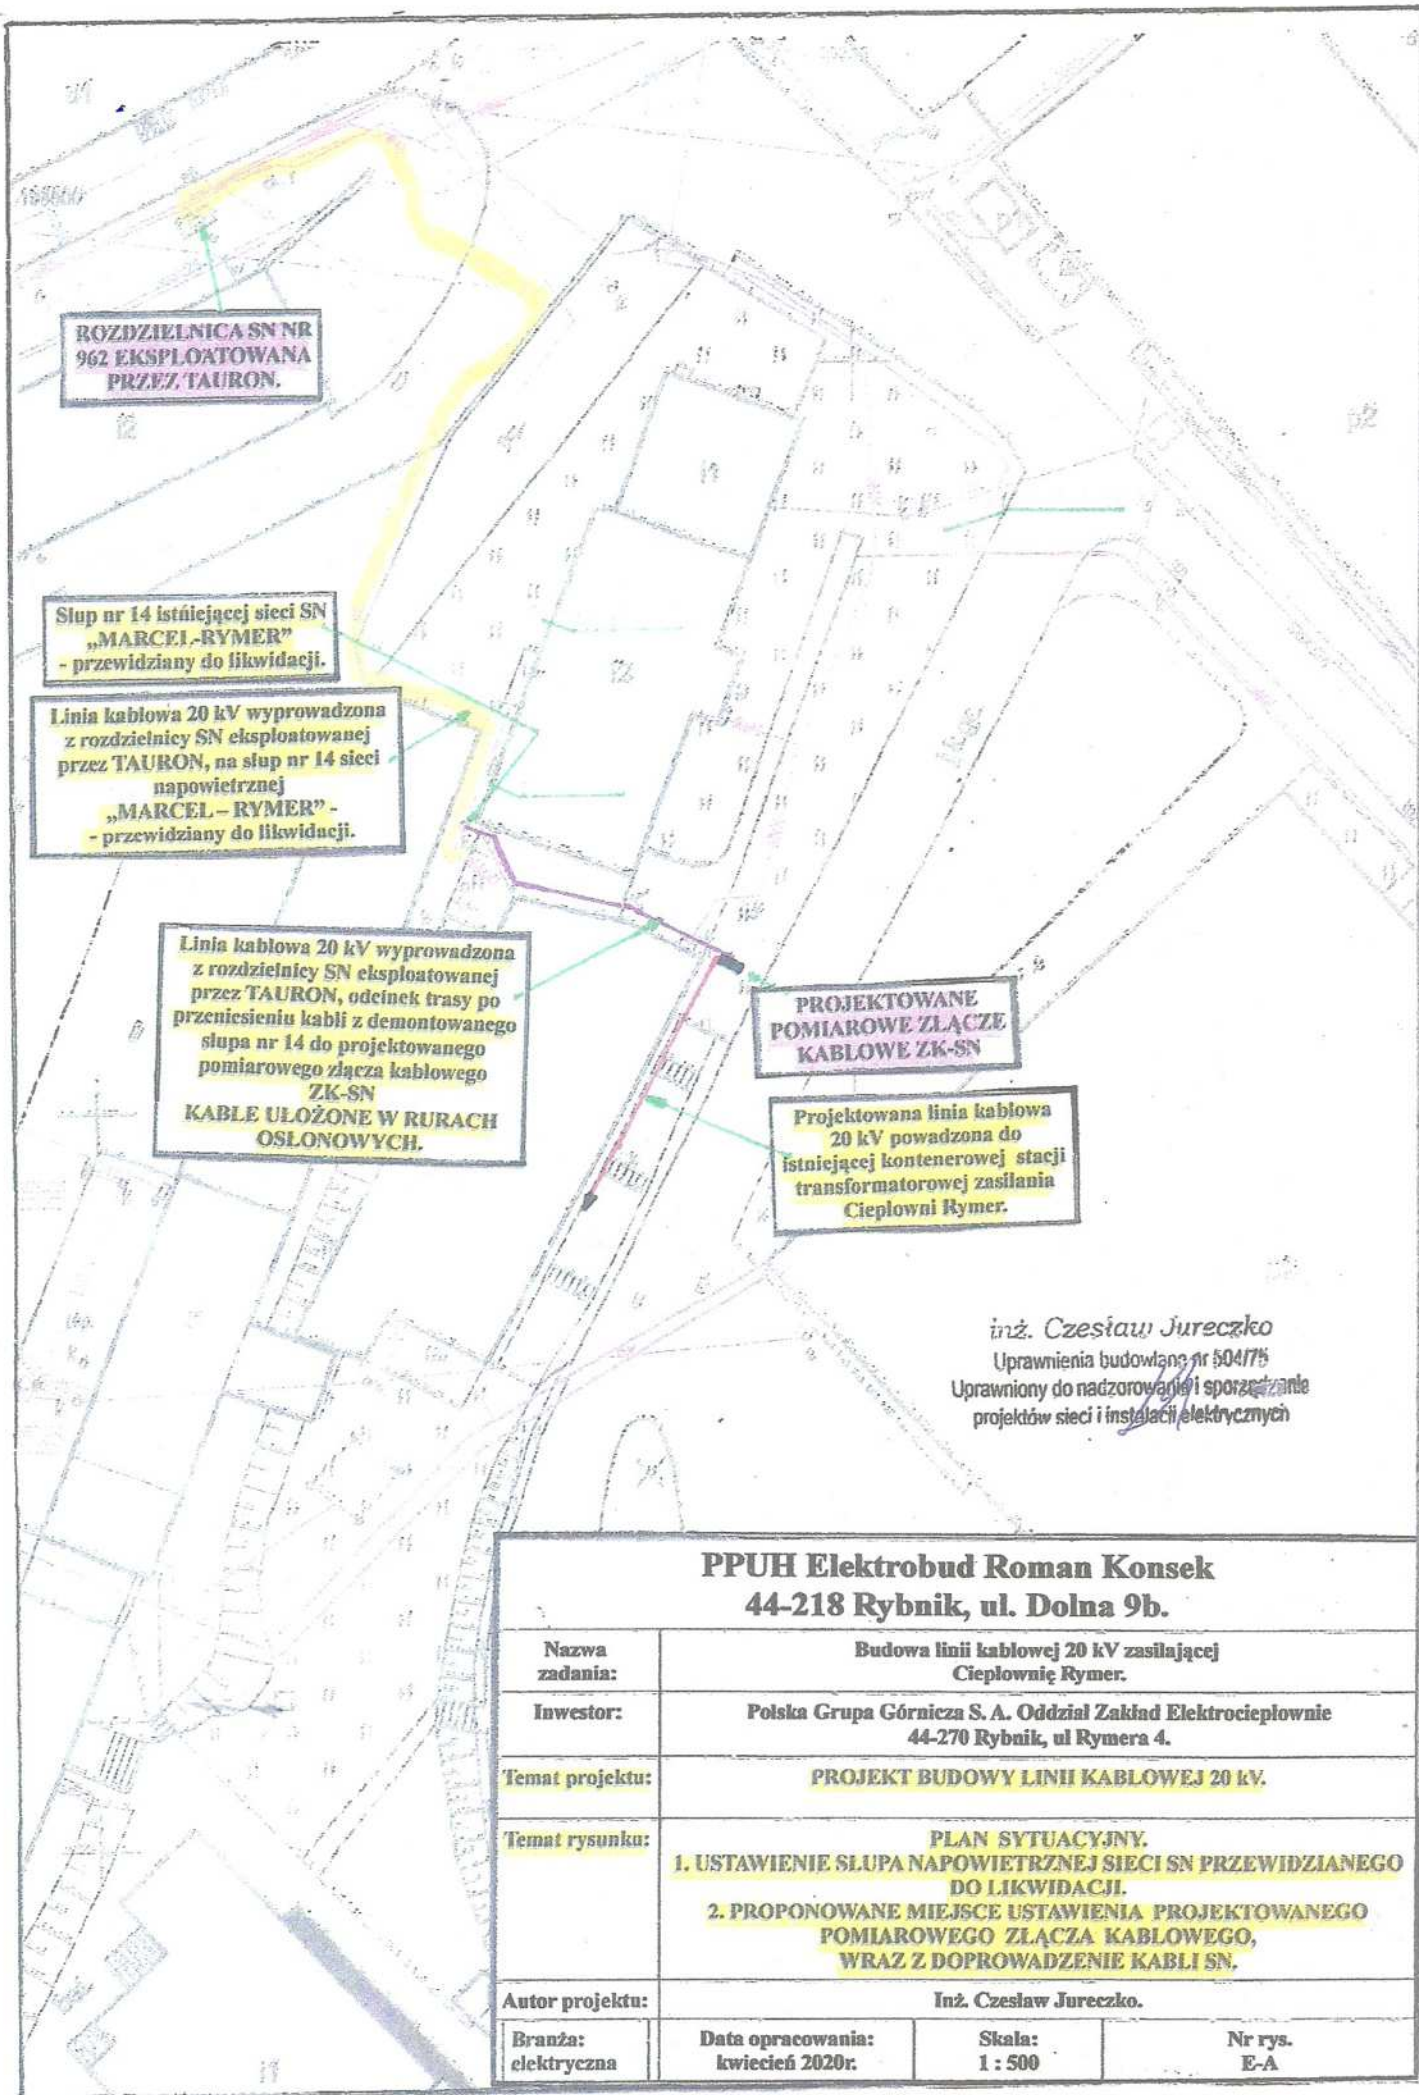 ROZDZIELNICA SN NR
962 EKSPLOATOWANA
PRZEZ TAURON.
Słup nr 14 istniejącej sieci SN
„MARCEL-RYMER”
- przewidziany do likwidacji.
Linia kablowa 20 kV wyprowadzona
z rozdzielnicy SN eksploatowanej
przez TAURON, na słup nr 14 sieci
napowietrznej
„MARCEL – RYMER” -
- przewidziany do likwidacji.
Linia kablowa 20 kV wyprowadzona
z rozdzielnicy SN eksploatowanej
przez TAURON, odcinek trasy po
przeniesieniu kabli z demontowanego
słupa nr 14 do projektowanego
pomiarowego złącza kablowego
ZK-SN
KABLE UŁOŻONE W RURACH
OSŁONOWYCH.
PROJEKTOWANE
POMIAROWE ZŁĄCZE
KABLOWE ZK-SN
Projektowana linia kablowa
20 kV powadzona do
istniejącej kontenerowej stacji
transformatorowej zasilania
Ciepłowni Rymer.
inż. Czesław Jureczko
Uprawnienia budowlane nr 504/75
Uprawniony do nadzorowania i sporządzanie
projektów sieci i instalacji elektrycznych
PPUH Elektrobud Roman Konsek
44-218 Rybnik, ul. Dolna 9b.
Nazwa
zadania:
Budowa linii kablowej 20 kV zasilającej
Ciepłownię Rymer.
Inwestor:
Polska Grupa Górnicza S. A. Oddział Zakład Elektrociepłownie
44-270 Rybnik, ul Rymera 4.
Temat projektu:
PROJEKT BUDOWY LINII KABLOWEJ 20 kV.
Temat rysunku:
PLAN SYTUACYJNY.
1. USTAWIENIE SŁUPA NAPOWIETRZNEJ SIECI SN PRZEWIDZIANEGO
DO LIKWIDACJI.
2. PROPONOWANE MIEJSCE USTAWIENIA PROJEKTOWANEGO
POMIAROWEGO ZŁĄCZA KABLOWEGO,
WRAZ Z DOPROWADZENIE KABLI SN.
Autor projektu:
Inż. Czesław Jureczko.
Branża:
elektryczna
Data opracowania:
kwiecień 2020r.
Skala:
1 : 500
Nr rys.
E-A